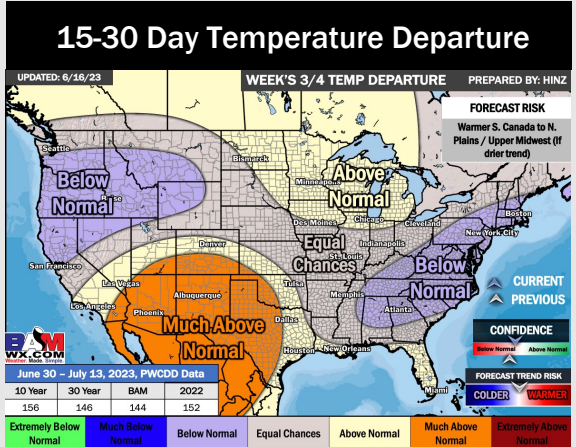 15-30 Day Temperature Departure
UPDATED: 6/16/23
WEEK'S 3/4 TEMP DEPARTURE
PREPARED BY: HINZ
FORECAST RISK
Warmer S. Canada to N.
Plains / Upper Midwest (if
drier trend)
Seattle
Bismarck
Minneapolis
Above
Normal
Below
Normal
Boise
Des Moines
Chicago
Cleveland
Boston
New York City
Equal
Chances
Indianapolis
St. Louis
Denver
San Francisco
Las Vegas
Below
Normal
CURRENT
PREVIOUS
Los Angeles
Albuquerque
Tulsa
Memphis
Atlanta
Phoenix
Much Above
Normal
Dallas
Houston
New Orleans
Miami
CONFIDENCE
Below Normal
Above Normal
FORECAST TREND RISK
COLDER
WARMER
BAM
WX.COM
Weather. Made. Simple.
June 30 – July 13, 2023, PWCDD Data
10 Year 30 Year BAM 2022
156 146 144 152
Extremely Below
Normal
Much Below
Normal
Below Normal
Equal Chances
Above Normal
Much Above
Normal
Extremely Above
Normal